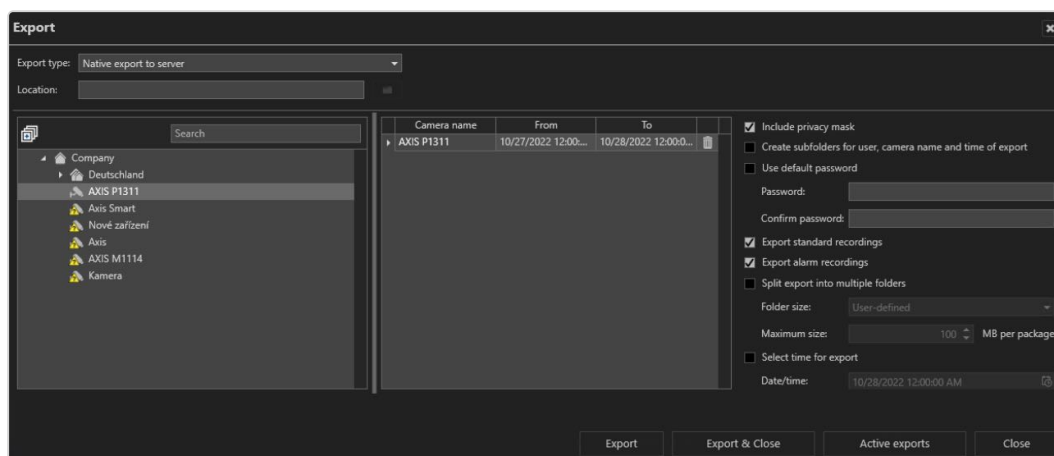 Export
Export type: Native export to server
Location:
Search
Company
Deutschland
AXIS P1311
Axis Smart
Nové zařízení
Axis
AXIS M1114
Kamera
Camera name From To
AXIS P1311 10/27/2022 12:00:... 10/28/2022 12:00:0...
Include privacy mask
Create subfolders for user, camera name and time of export
Use default password
Password:
Confirm password:
Export standard recordings
Export alarm recordings
Split export into multiple folders
Folder size: User-defined
Maximum size: 100 MB per package
Select time for export
Date/time: 10/28/2022 12:00:00 AM
Export Export & Close Active exports Close